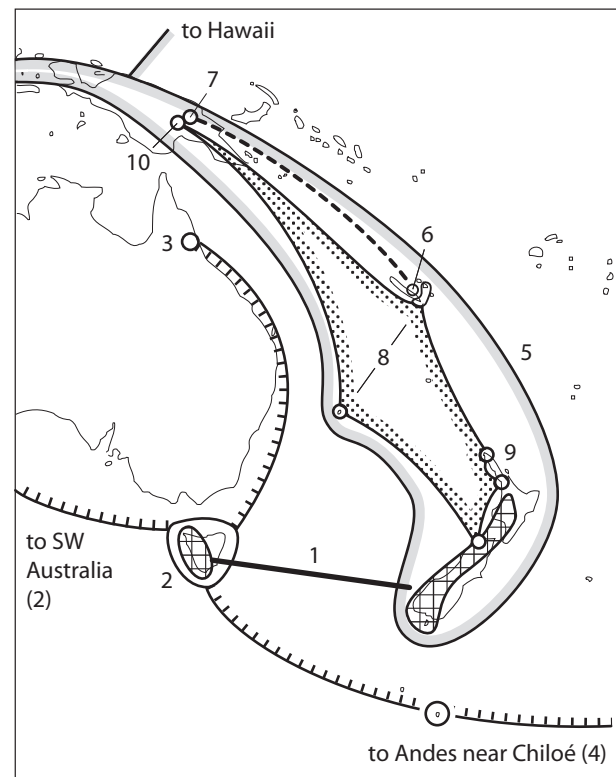 to Hawaii
7
10
3
6
8
5
9
1
to SW
Australia
(2)
2
to Andes near Chiloé (4)